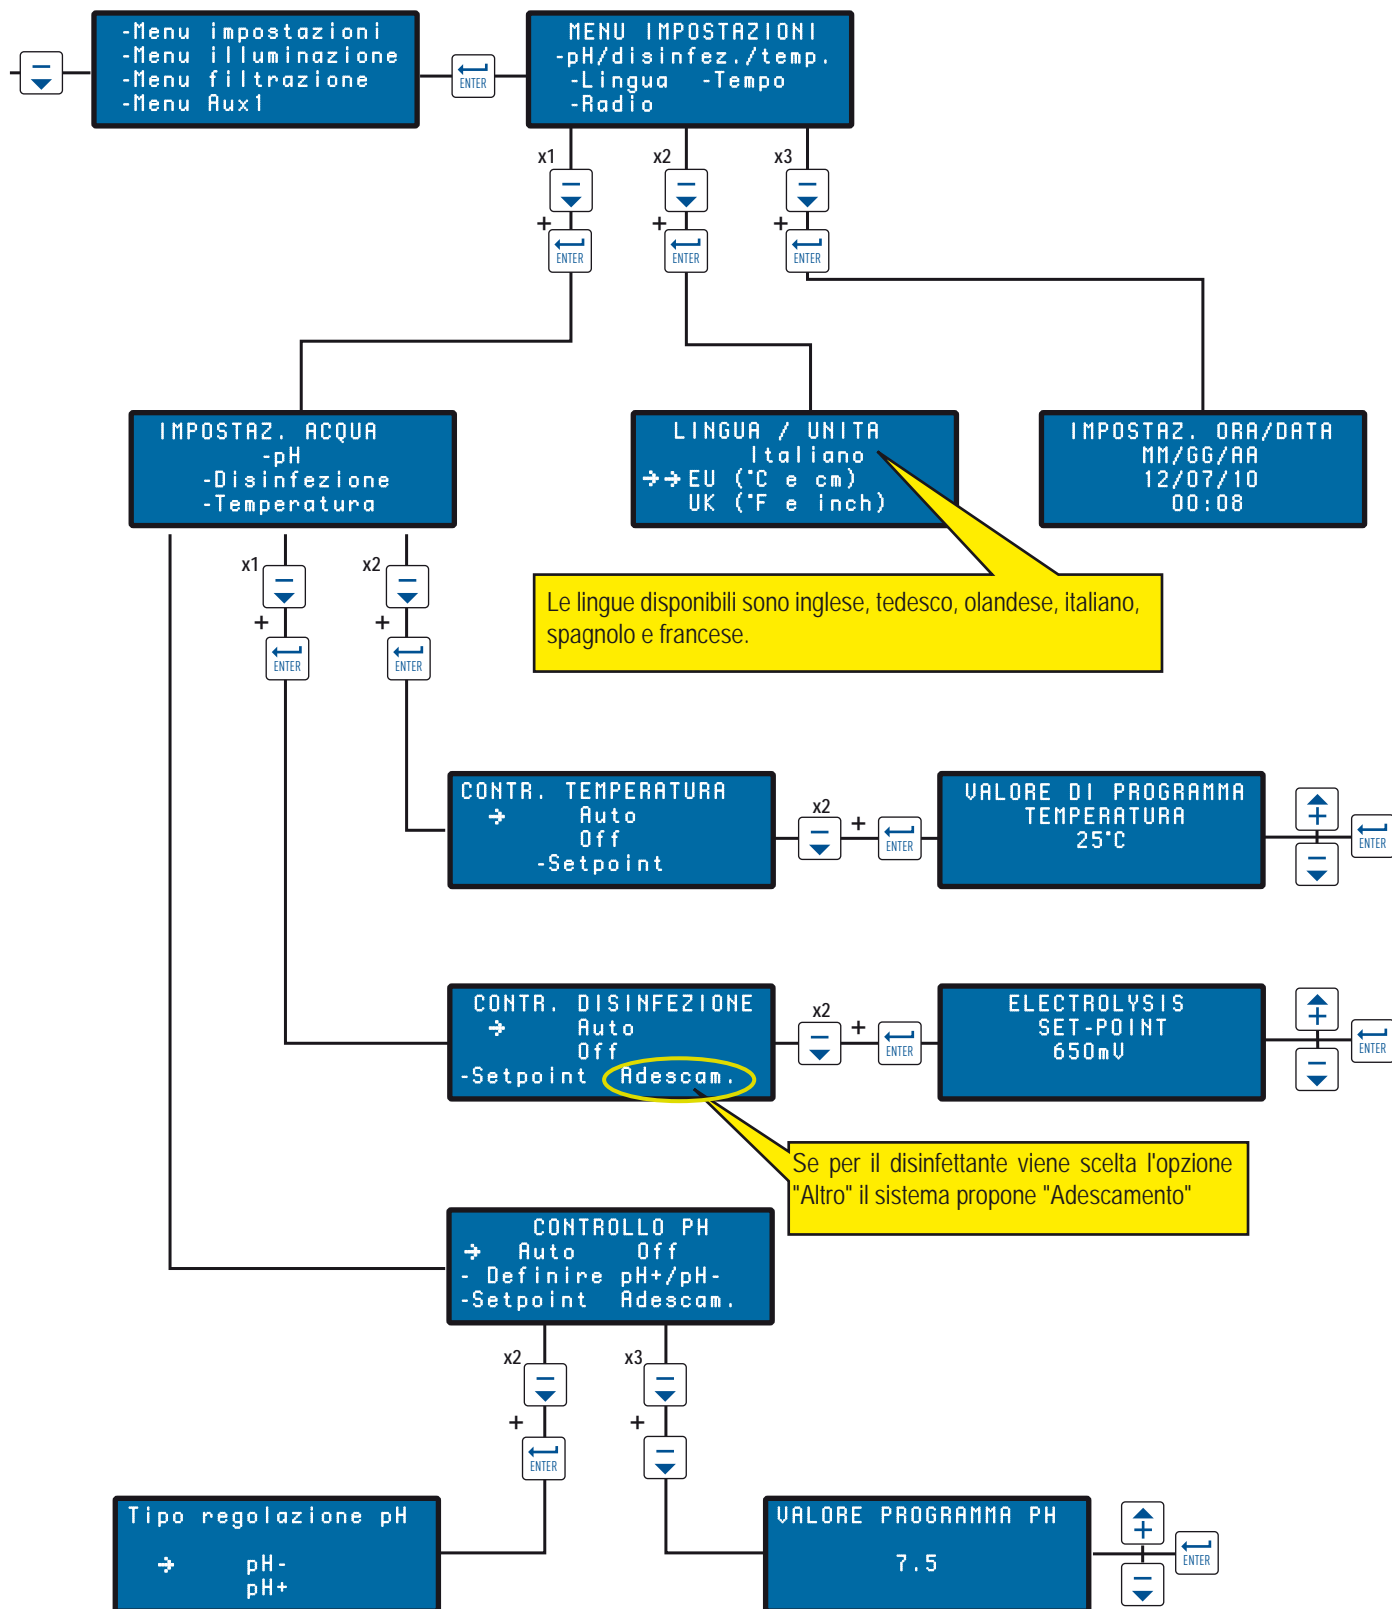 -Menu impostazioni
-Menu illuminazione
-Menu filtrazione
-Menu Aux1
ENTER
MENU IMPOSTAZIONI
-pH/disinfez./temp.
-Lingua -Tempo
-Radio
x1
x2
x3
+
+
+
ENTER
ENTER
ENTER
IMPOSTAZ. ACQUA
-pH
-Disinfezione
-Temperatura
LINGUA / UNITA
Italiano
→→EU (°C e cm)
UK (°F e inch)
IMPOSTAZ. ORA/DATA
MM/GG/AA
12/07/10
00:08
x1
x2
+
+
ENTER
ENTER
Le lingue disponibili sono inglese, tedesco, olandese, italiano,
spagnolo e francese.
CONTR. TEMPERATURA
→ Auto
Off
-Setpoint
x2
+
ENTER
VALORE DI PROGRAMMA
TEMPERATURA
25°C
+
ENTER
CONTR. DISINFEZIONE
→ Auto
Off
-Setpoint Adescam.
x2
+
ENTER
ELECTROLYSIS
SET-POINT
650mV
+
ENTER
Se per il disinfettante viene scelta l'opzione
"Altro" il sistema propone "Adescamento"
CONTROLLO PH
→ Auto Off
- Definire pH+/pH-
-Setpoint Adescam.
x2
x3
+
+
ENTER
Tipo regolazione pH
→ pH-
pH+
VALORE PROGRAMMA PH
7.5
+
ENTER